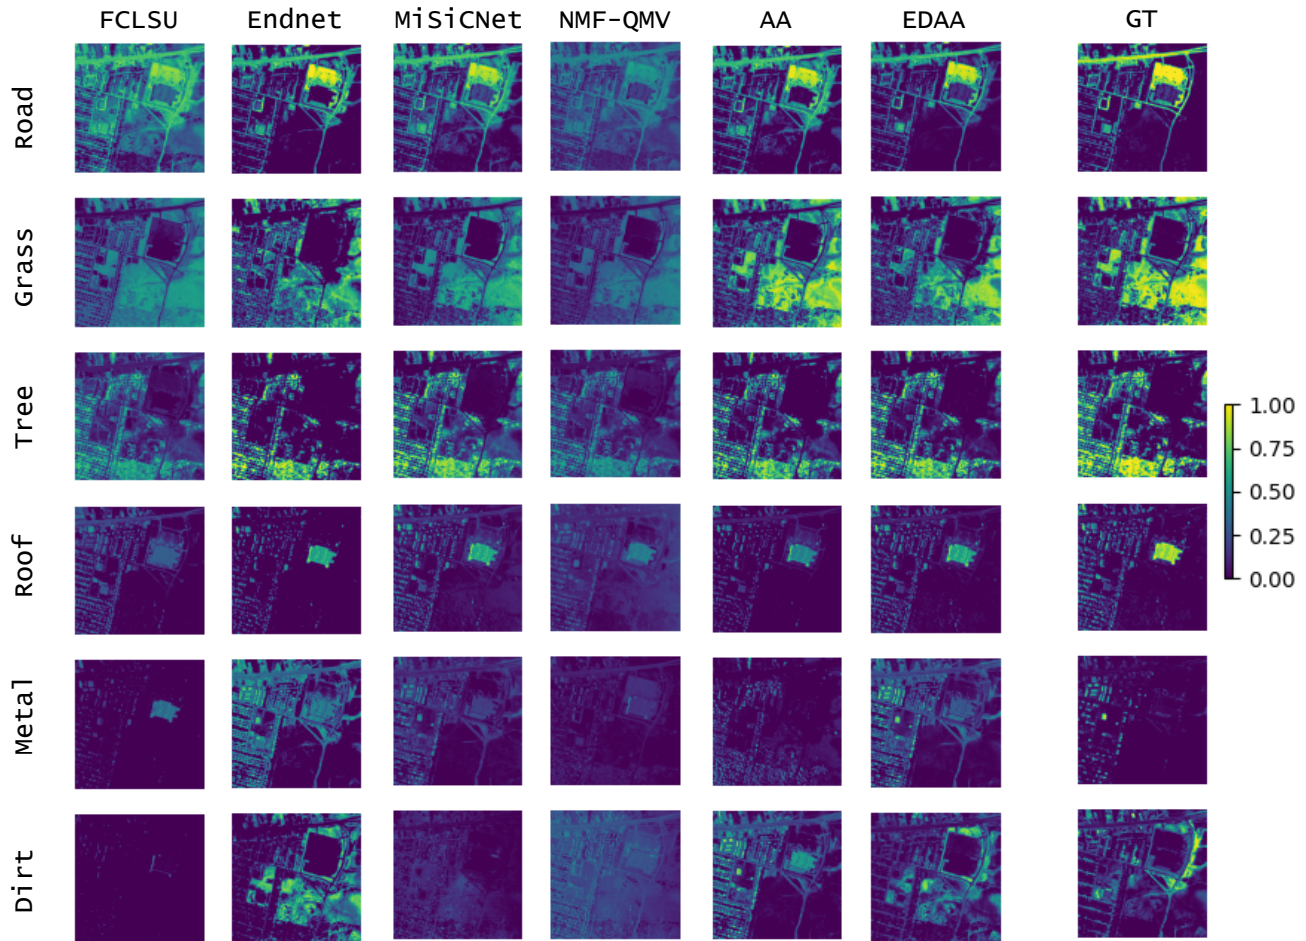 FCLSU Endnet MiSiCNet NMF-QMV AA EDAA GT
Road
Grass
Tree
1.00
0.75
0.50
0.25
0.00
Roof
Metal
Dirt